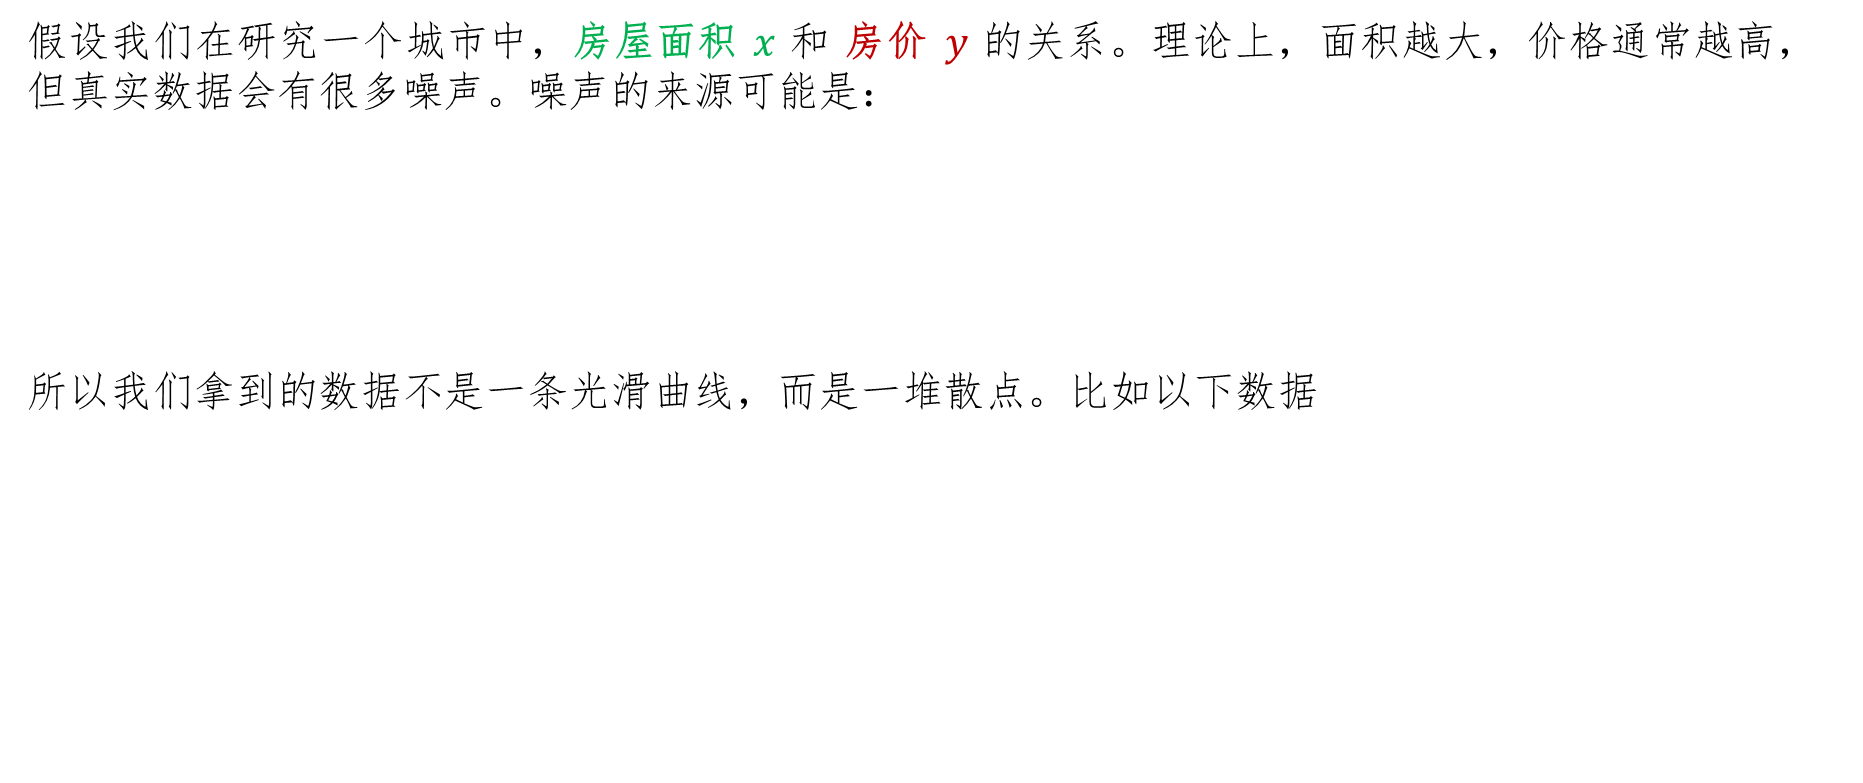 假设我们在研究一个城市中，房屋面积 x 和 房价 y 的关系。理论上，面积越大，价格通常越高，
但真实数据会有很多噪声。噪声的来源可能是：
所以我们拿到的数据不是一条光滑曲线，而是一堆散点。比如以下数据